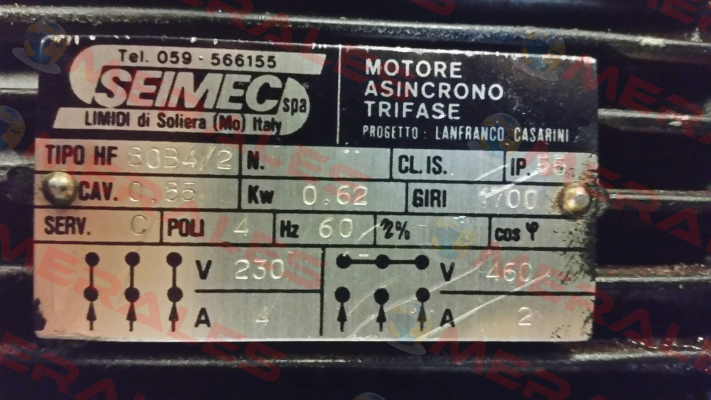 Tel. 059 - 566155
SEIMEC spa
LIMIDI di Soliera (Mo) Italy
MOTORE
ASINCRONO
TRIFASE
PROGETTO : LANFRANCO CASARINI
TIPO HF 80B4/2 N. CL. IS. IP. 55
CAV. 0,85 Kw 0,62 GIRI 1700
SERV. C POLI 4 Hz 60 η% cos φ
V 230 V 460
A 4 A 2
MERALES